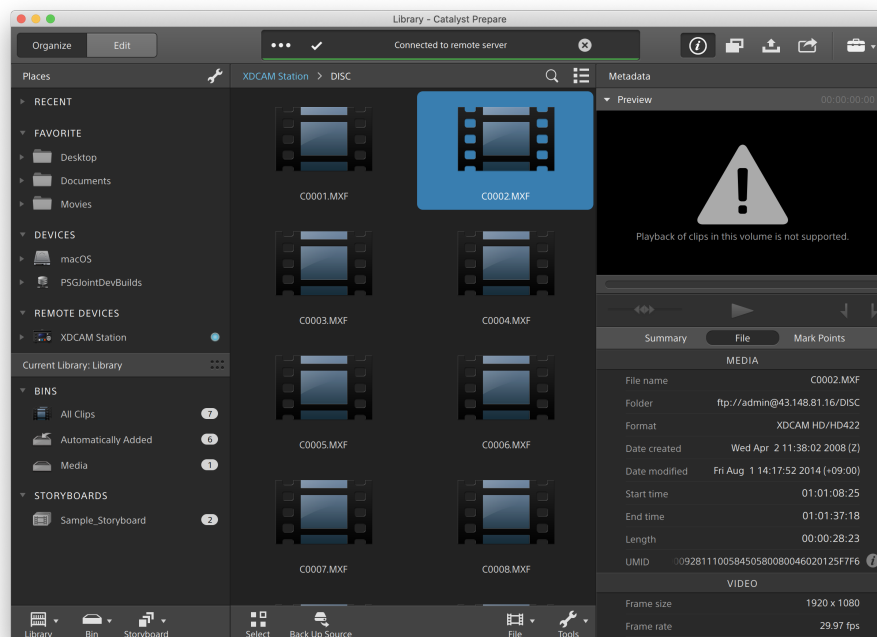 Library - Catalyst Prepare
Organize Edit
Connected to remote server
Places
RECENT
FAVORITE
Desktop
Documents
Movies
DEVICES
macOS
PSGJointDevBuilds
REMOTE DEVICES
XDCAM Station
Current Library: Library
BINS
All Clips 7
Automatically Added 6
Media 1
STORYBOARDS
Sample_Storyboard 2
Library Bin Storyboard
XDCAM Station > DISC
C0001.MXF C0002.MXF
C0003.MXF C0004.MXF
C0005.MXF C0006.MXF
C0007.MXF C0008.MXF
Select Back Up Source File Tools
Metadata
Preview 00:00:00:00
Playback of clips in this volume is not supported.
Summary File Mark Points
MEDIA
File name C0002.MXF
Folder ftp://admin@43.148.81.16/DISC
Format XDCAM HD/HD422
Date created Wed Apr 2 11:38:02 2008 (Z)
Date modified Fri Aug 1 14:17:52 2014 (+09:00)
Start time 01:01:08:25
End time 01:01:37:18
Length 00:00:28:23
UMID 0092811100584505800800460201​25F7F6
VIDEO
Frame size 1920 x 1080
Frame rate 29.97 fps